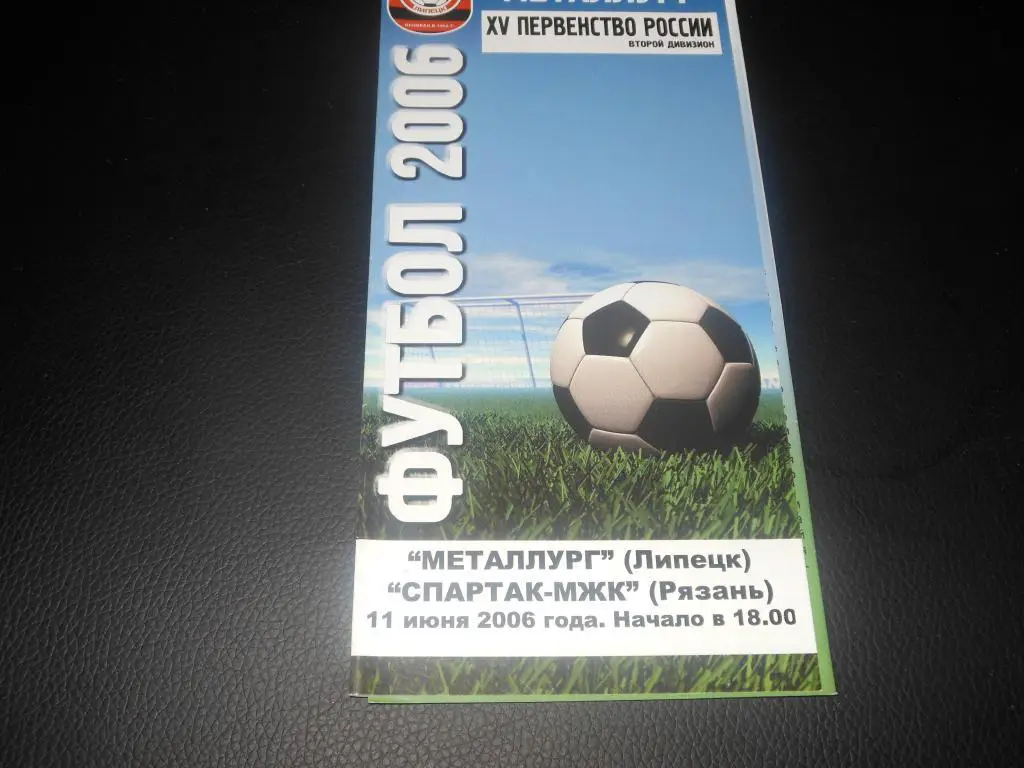 ЛИПЕЦК
XV ПЕРВЕНСТВО РОССИИ
ВТОРОЙ ДИВИЗИОН
ФУТБОЛ 2006
“МЕТАЛЛУРГ” (Липецк)
“СПАРТАК-МЖК” (Рязань)
11 июня 2006 года. Начало в 18.00